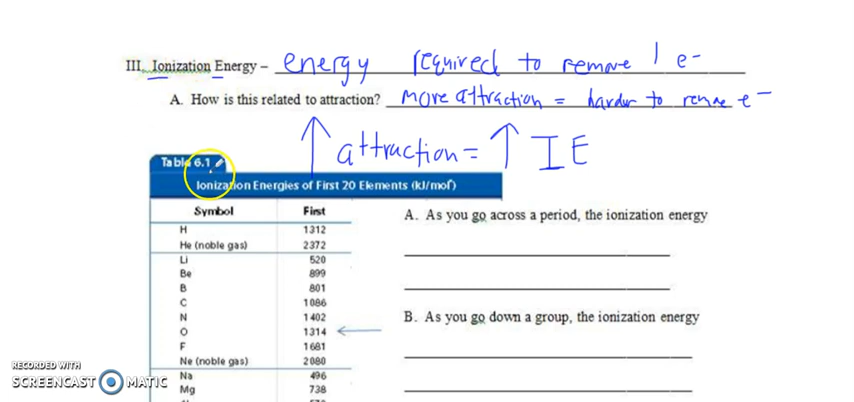 III. Ionization Energy – energy required to remove 1 e-
A. How is this related to attraction? more attraction = harder to remove e-
↑ attraction = ↑ IE
Table 6.1
Ionization Energies of First 20 Elements (kJ/mol)
Symbol First
H 1312
He (noble gas) 2372
Li 520
Be 899
B 801
C 1086
N 1402
O 1314 ←
F 1681
Ne (noble gas) 2080
Na 496
Mg 738
A. As you go across a period, the ionization energy
B. As you go down a group, the ionization energy
RECORDED WITH
SCREENCAST MATIC